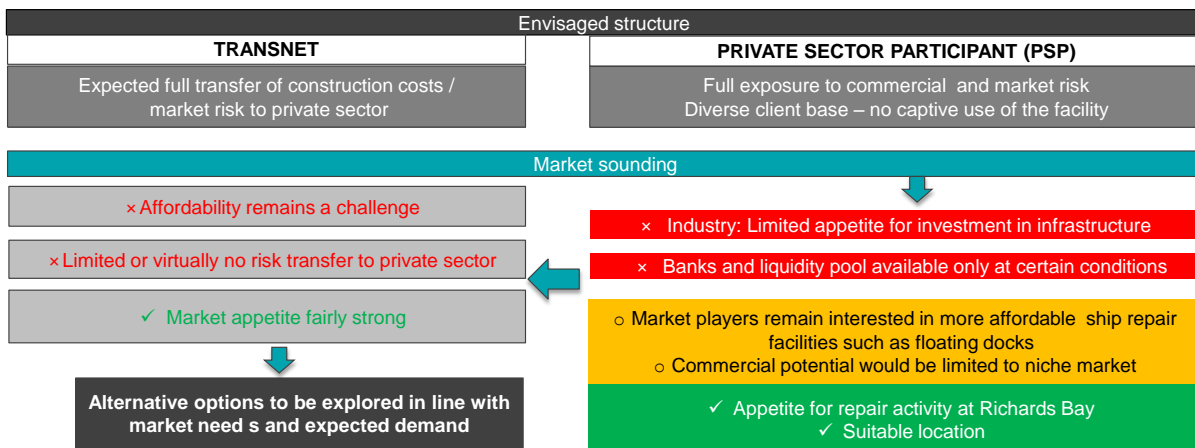 Envisaged structure
TRANSNET
Expected full transfer of construction costs /
market risk to private sector
PRIVATE SECTOR PARTICIPANT (PSP)
Full exposure to commercial and market risk
Diverse client base – no captive use of the facility
Market sounding
× Affordability remains a challenge
× Limited or virtually no risk transfer to private sector
✓ Market appetite fairly strong
Alternative options to be explored in line with
market need s and expected demand
× Industry: Limited appetite for investment in infrastructure
× Banks and liquidity pool available only at certain conditions
o Market players remain interested in more affordable ship repair
facilities such as floating docks
o Commercial potential would be limited to niche market
✓ Appetite for repair activity at Richards Bay
✓ Suitable location